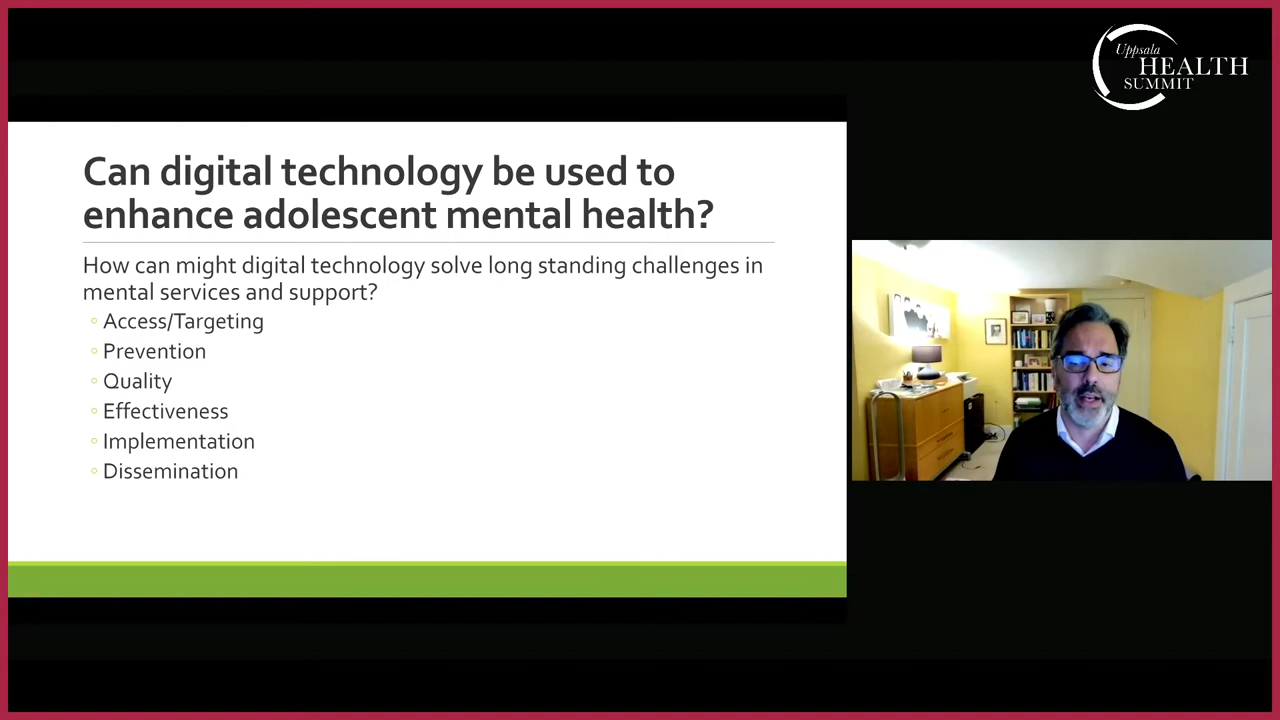 Uppsala
HEALTH
SUMMIT
Can digital technology be used to
enhance adolescent mental health?
How can might digital technology solve long standing challenges in
mental services and support?
Access/Targeting
Prevention
Quality
Effectiveness
Implementation
Dissemination